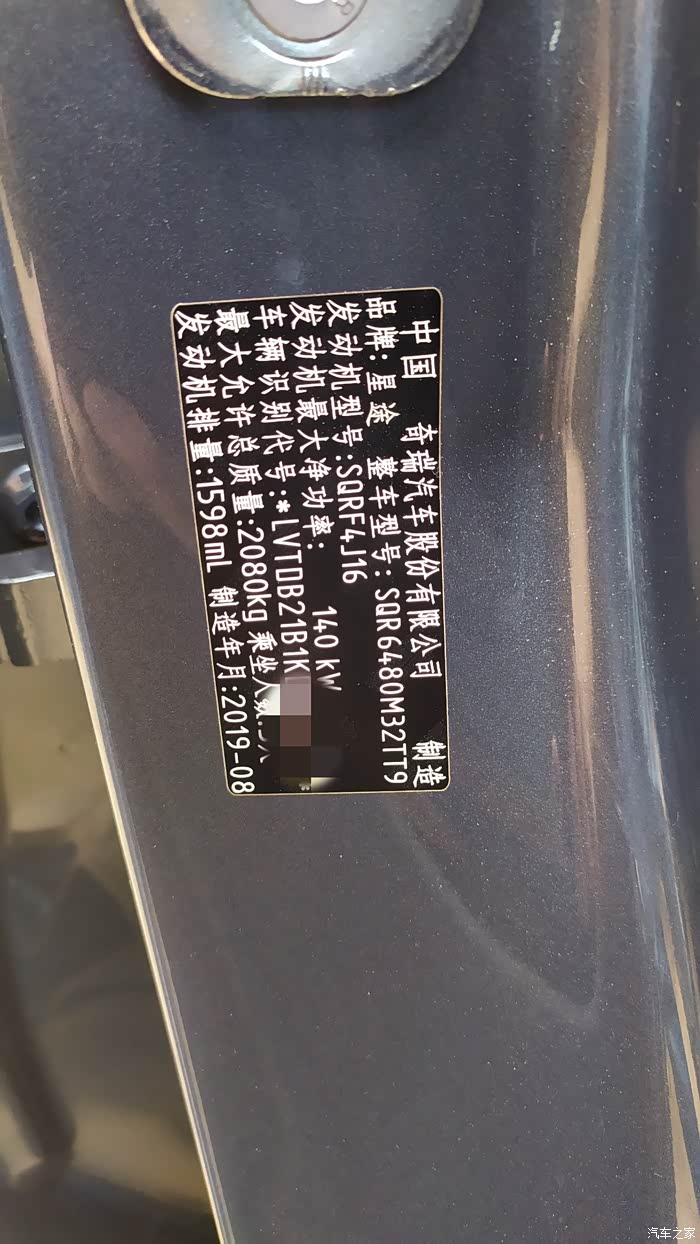 中国 奇瑞汽车股份有限公司 制造
品牌:星途 整车型号:SQR6480M32TT9
发动机型号:SQRF4J16
发动机最大净功率: 140 kW
车辆识别代号:*LVTDB21B1K
最大允许总质量:2080kg 乘坐人数:5人
发动机排量:1598ml 制造年月:2019-08
汽车之家